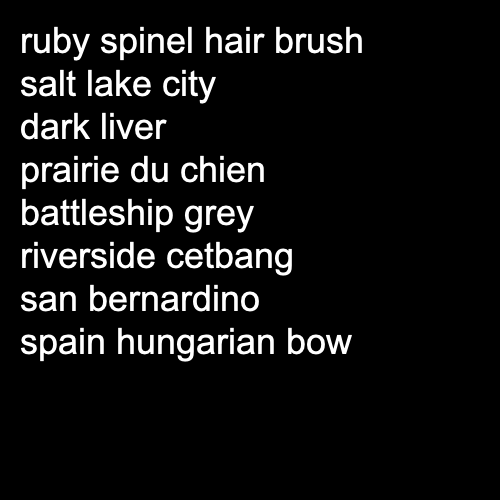 ruby spinel hair brush
salt lake city
dark liver
prairie du chien
battleship grey
riverside cetbang
san bernardino
spain hungarian bow